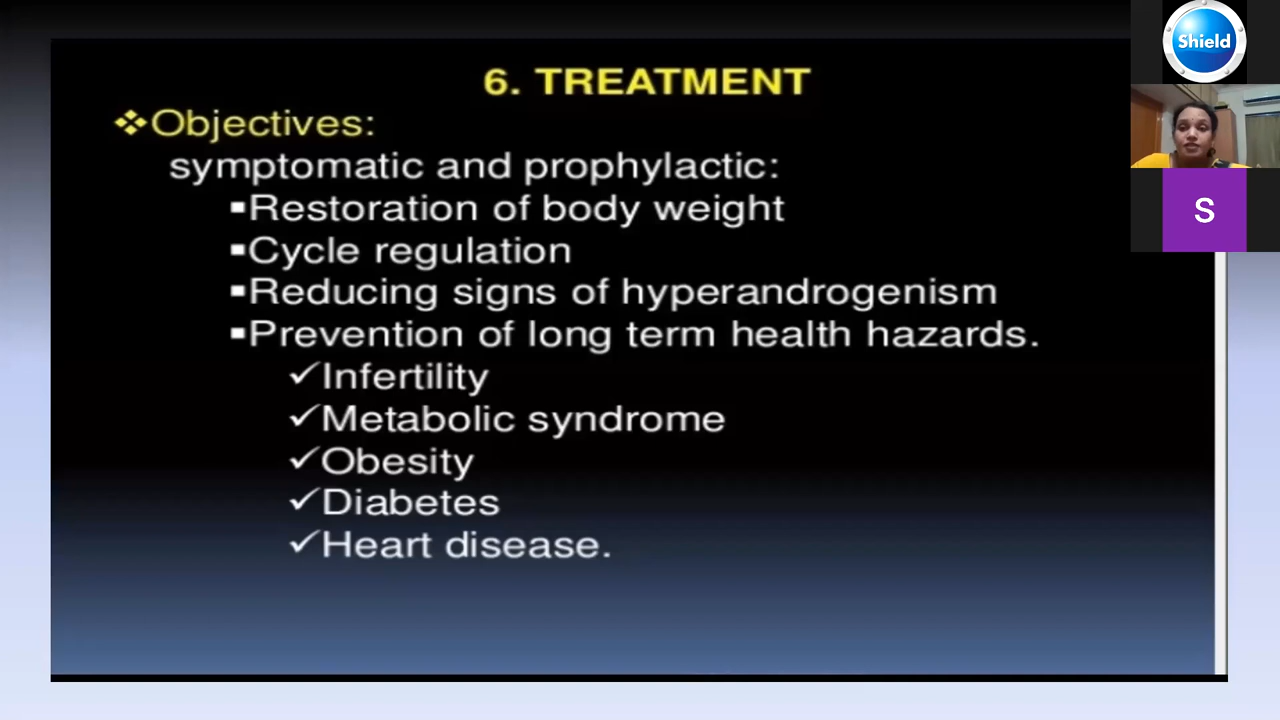 6. TREATMENT
❖Objectives:
symptomatic and prophylactic:
▪Restoration of body weight
▪Cycle regulation
▪Reducing signs of hyperandrogenism
▪Prevention of long term health hazards.
✓Infertility
✓Metabolic syndrome
✓Obesity
✓Diabetes
✓Heart disease.
Shield
S